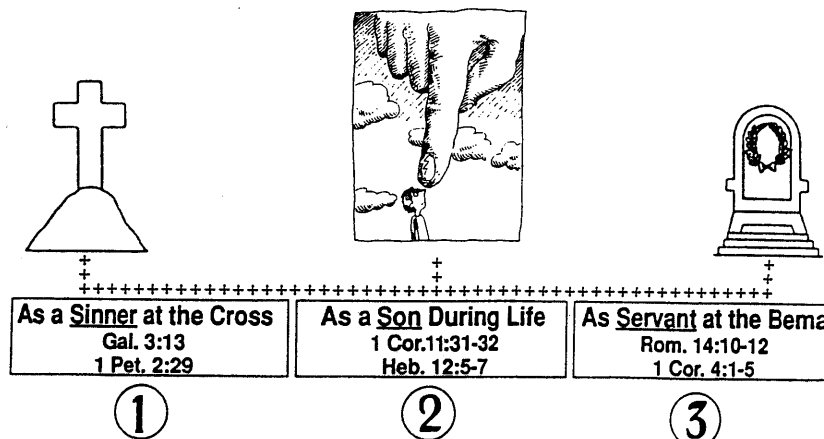 As a Sinner at the Cross
Gal. 3:13
1 Pet. 2:29
1
As a Son During Life
1 Cor.11:31-32
Heb. 12:5-7
2
As Servant at the Bema
Rom. 14:10-12
1 Cor. 4:1-5
3